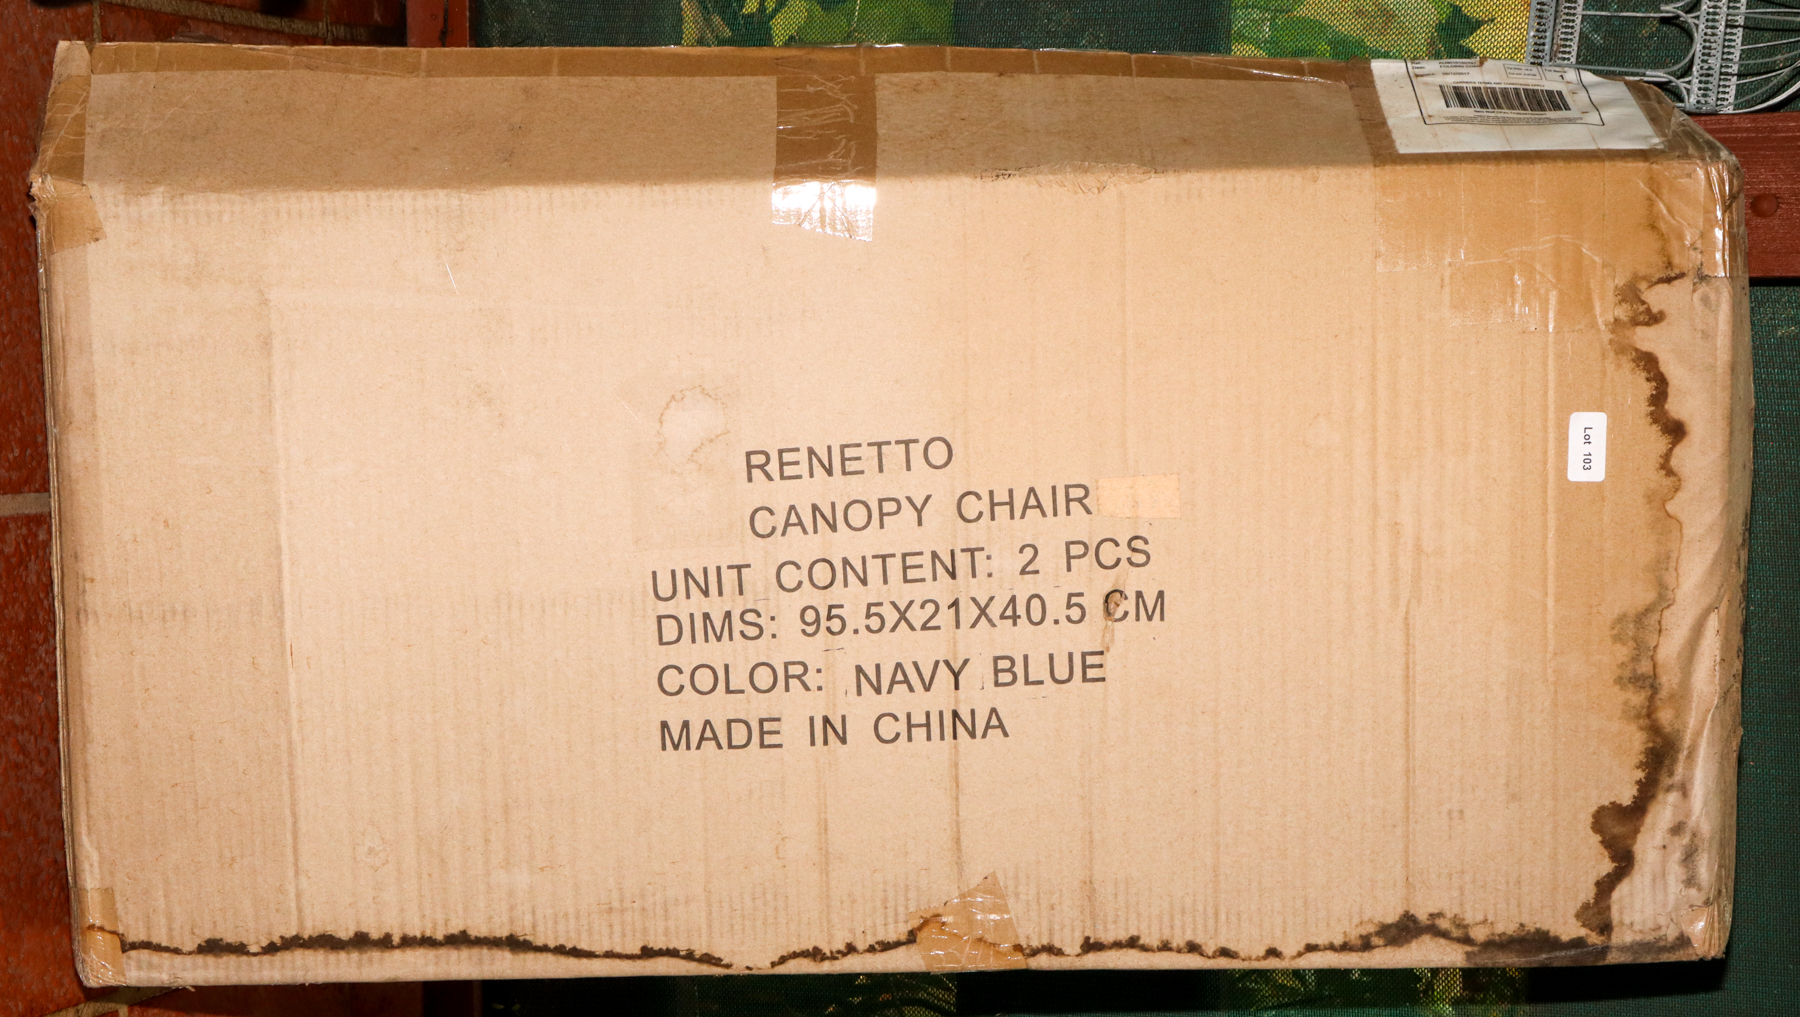 RENETTO
CANOPY CHAIR
UNIT CONTENT: 2 PCS
DIMS: 95.5X21X40.5 CM
COLOR: NAVY BLUE
MADE IN CHINA
Lot 103